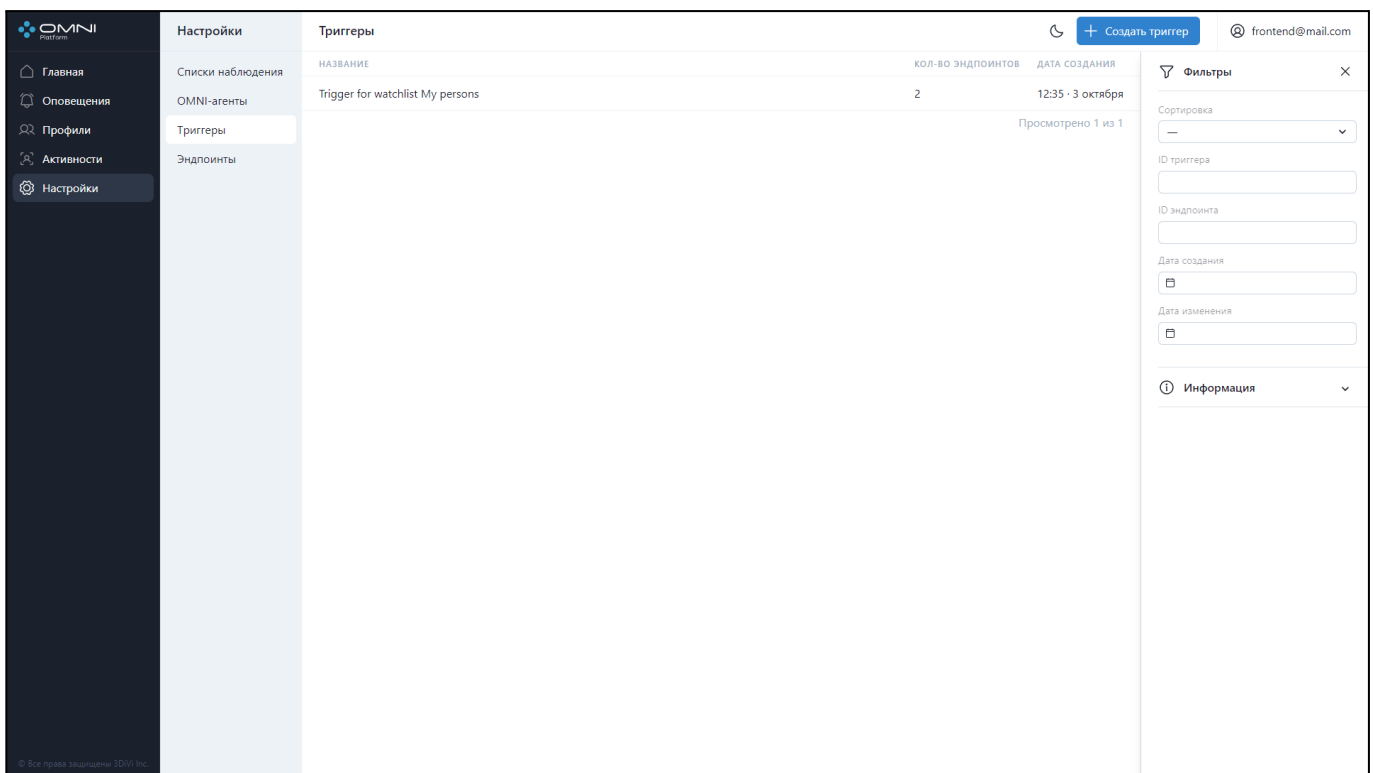 OMNI
Platform
Главная
Оповещения
Профили
Активности
Настройки
© Все права защищены 3DiVi Inc.
Настройки
Списки наблюдения
OMNI-агенты
Триггеры
Эндпоинты
Триггеры
Создать триггер
frontend@mail.com
НАЗВАНИЕ КОЛ-ВО ЭНДПОИНТОВ ДАТА СОЗДАНИЯ
Trigger for watchlist My persons 2 12:35 · 3 октября
Просмотрено 1 из 1
Фильтры
Сортировка
—
ID триггера
ID эндпоинта
Дата создания
Дата изменения
Информация